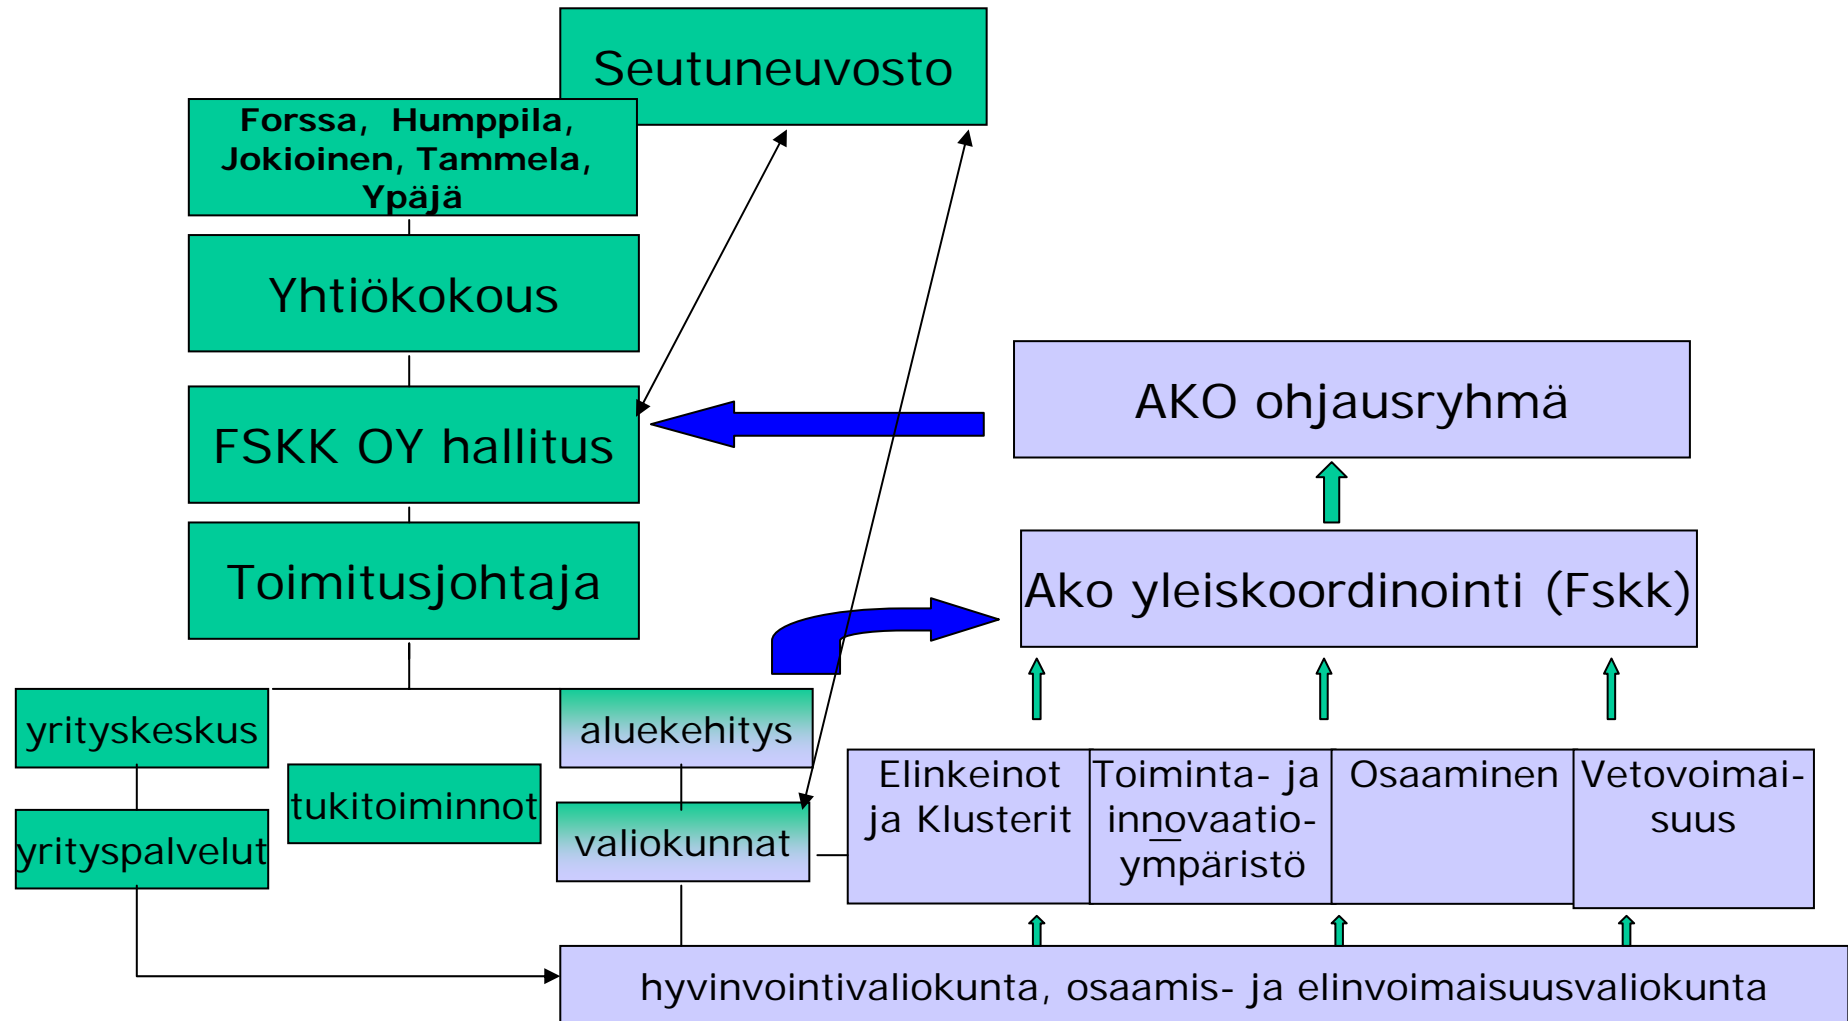 Seutuneuvosto
Forssa, Humppila,
Jokioinen, Tammela,
Ypäjä
Yhtiökokous
FSKK OY hallitus
Toimitusjohtaja
AKO ohjausryhmä
Ako yleiskoordinointi (Fskk)
yrityskeskus
aluekehitys
tukitoiminnot
yrityspalvelut
valiokunnat
Elinkeinot
ja Klusterit
Toiminta- ja
innovaatio-
ympäristö
Osaaminen
Vetovoimai-
suus
hyvinvointivaliokunta, osaamis- ja elinvoimaisuusvaliokunta